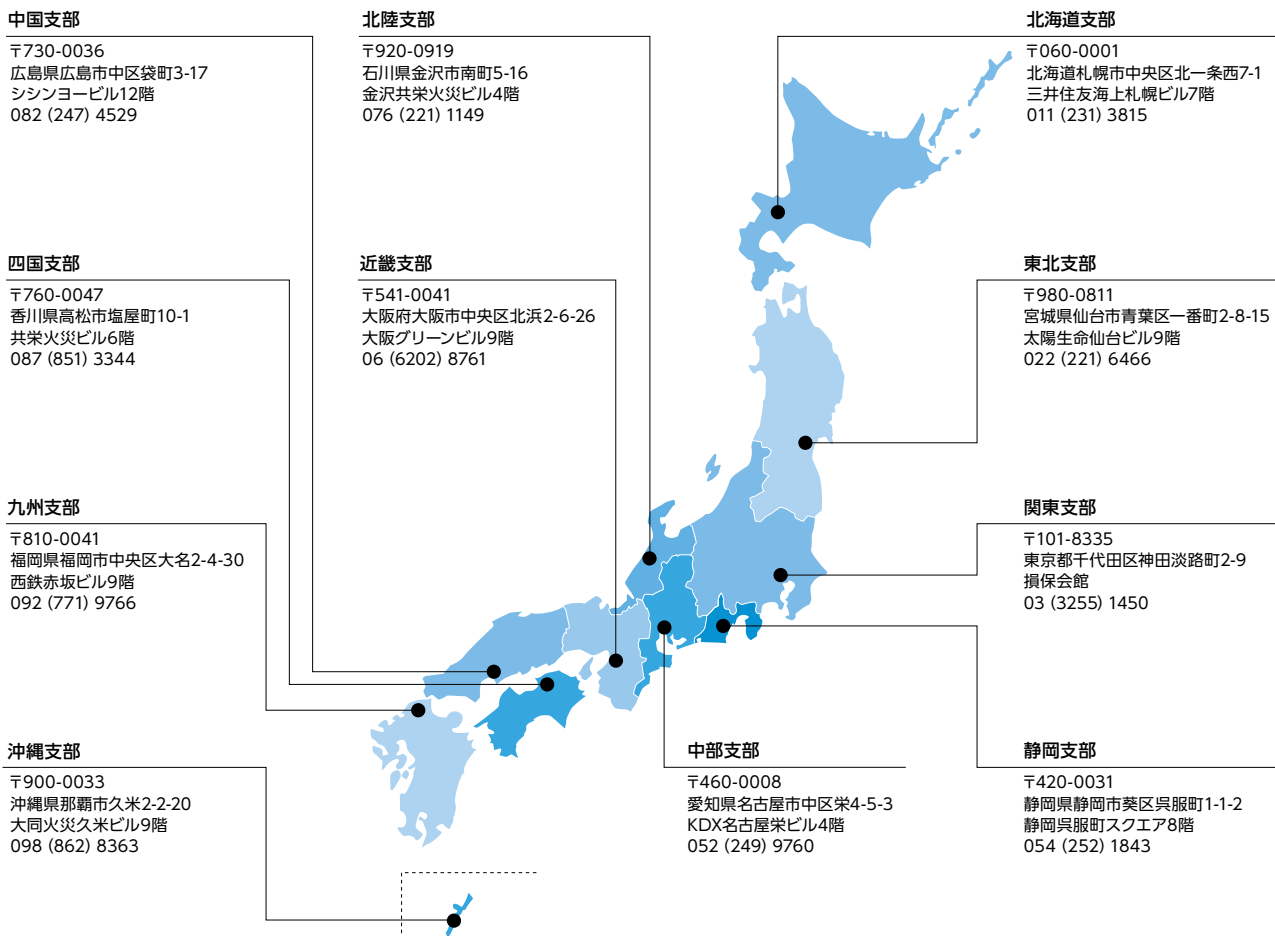 中国支部
〒730-0036
広島県広島市中区袋町3-17
シシンヨービル12階
082 (247) 4529
北陸支部
〒920-0919
石川県金沢市南町5-16
金沢共栄火災ビル4階
076 (221) 1149
北海道支部
〒060-0001
北海道札幌市中央区北一条西7-1
三井住友海上札幌ビル7階
011 (231) 3815
四国支部
〒760-0047
香川県高松市塩屋町10-1
共栄火災ビル6階
087 (851) 3344
近畿支部
〒541-0041
大阪府大阪市中央区北浜2-6-26
大阪グリーンビル9階
06 (6202) 8761
東北支部
〒980-0811
宮城県仙台市青葉区一番町2-8-15
太陽生命仙台ビル9階
022 (221) 6466
九州支部
〒810-0041
福岡県福岡市中央区大名2-4-30
西鉄赤坂ビル9階
092 (771) 9766
関東支部
〒101-8335
東京都千代田区神田淡路町2-9
損保会館
03 (3255) 1450
沖縄支部
〒900-0033
沖縄県那覇市久米2-2-20
大同火災久米ビル9階
098 (862) 8363
中部支部
〒460-0008
愛知県名古屋市中区栄4-5-3
KDX名古屋栄ビル4階
052 (249) 9760
静岡支部
〒420-0031
静岡県静岡市葵区呉服町1-1-2
静岡呉服町スクエア8階
054 (252) 1843